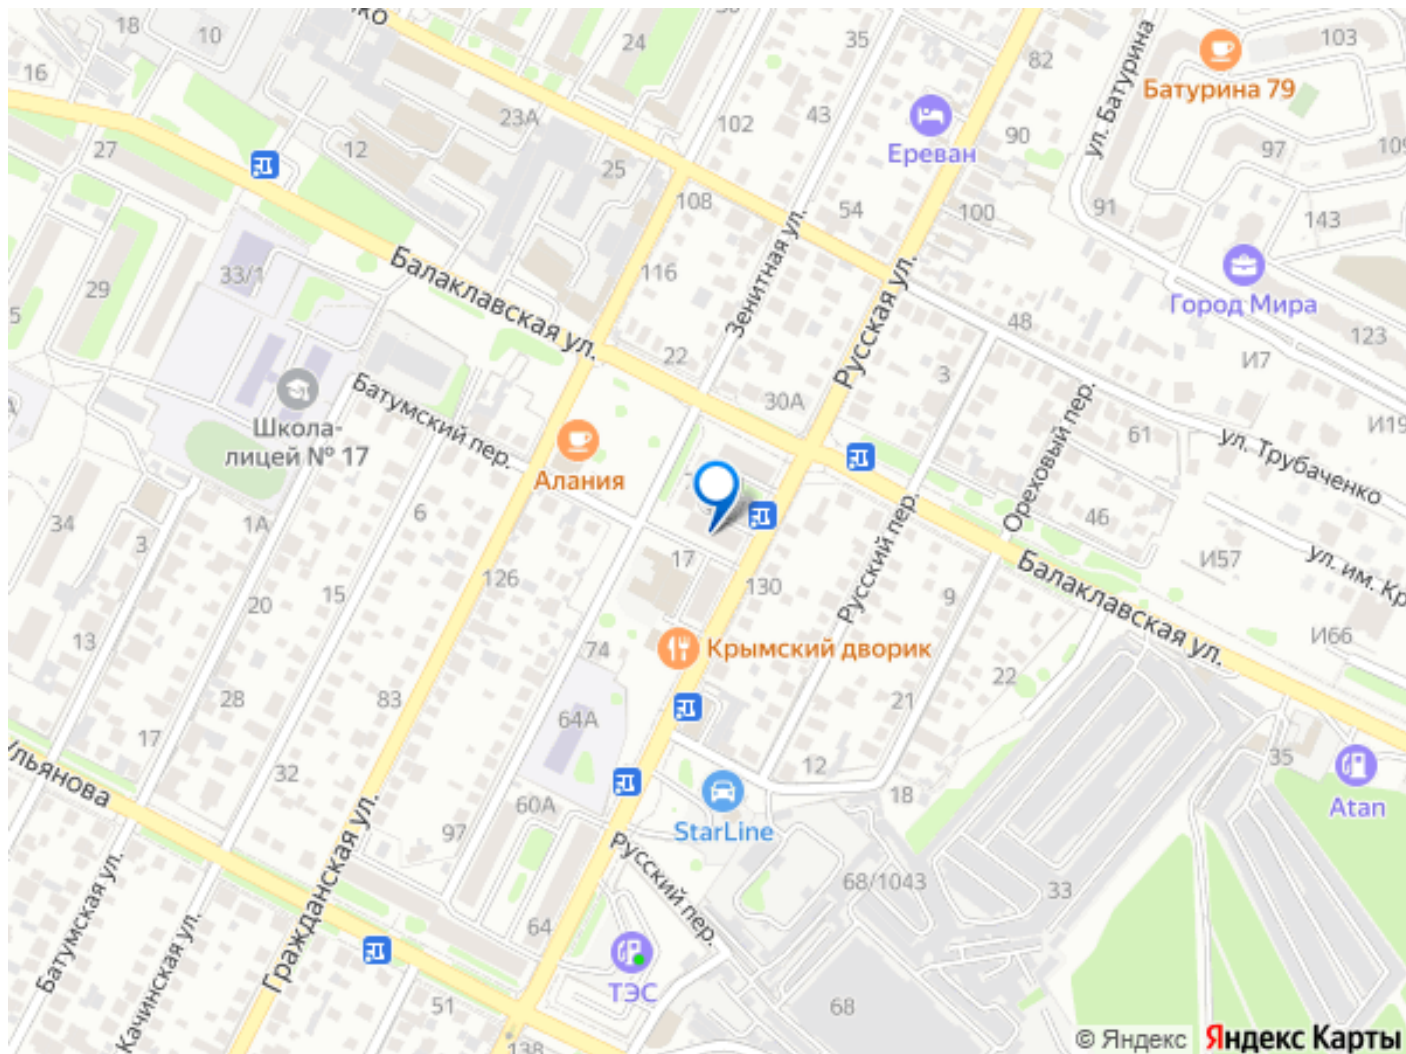 18
10
24
35
82
103
16
23А
102
43
90
Батурина 79
ул. Батурина
27
12
25
Ереван
97
108
54
100
91
143
33/1
116
Балаклавская ул.
Зенитная ул.
Русская ул.
Город Мира
29
5
22
48
123
3
И7
Батумский пер.
30А
Ореховый пер.
И19
Школа-
лицей № 17
61
ул. Трубаченко
Алания
34
1А
6
46
3
17
Русский пер.
И57
ул. им. Кр
126
130
9
Балаклавская ул.
20
15
13
74
Крымский дворик
И66
22
28
83
64А
21
17
Ульянова
32
12
18
35
60А
StarLine
Atan
97
Русский пер.
68/1043
33
Гражданская ул.
Батумская ул.
Качинская ул.
64
ТЭС
51
68
138
© Яндекс Яндекс Карты